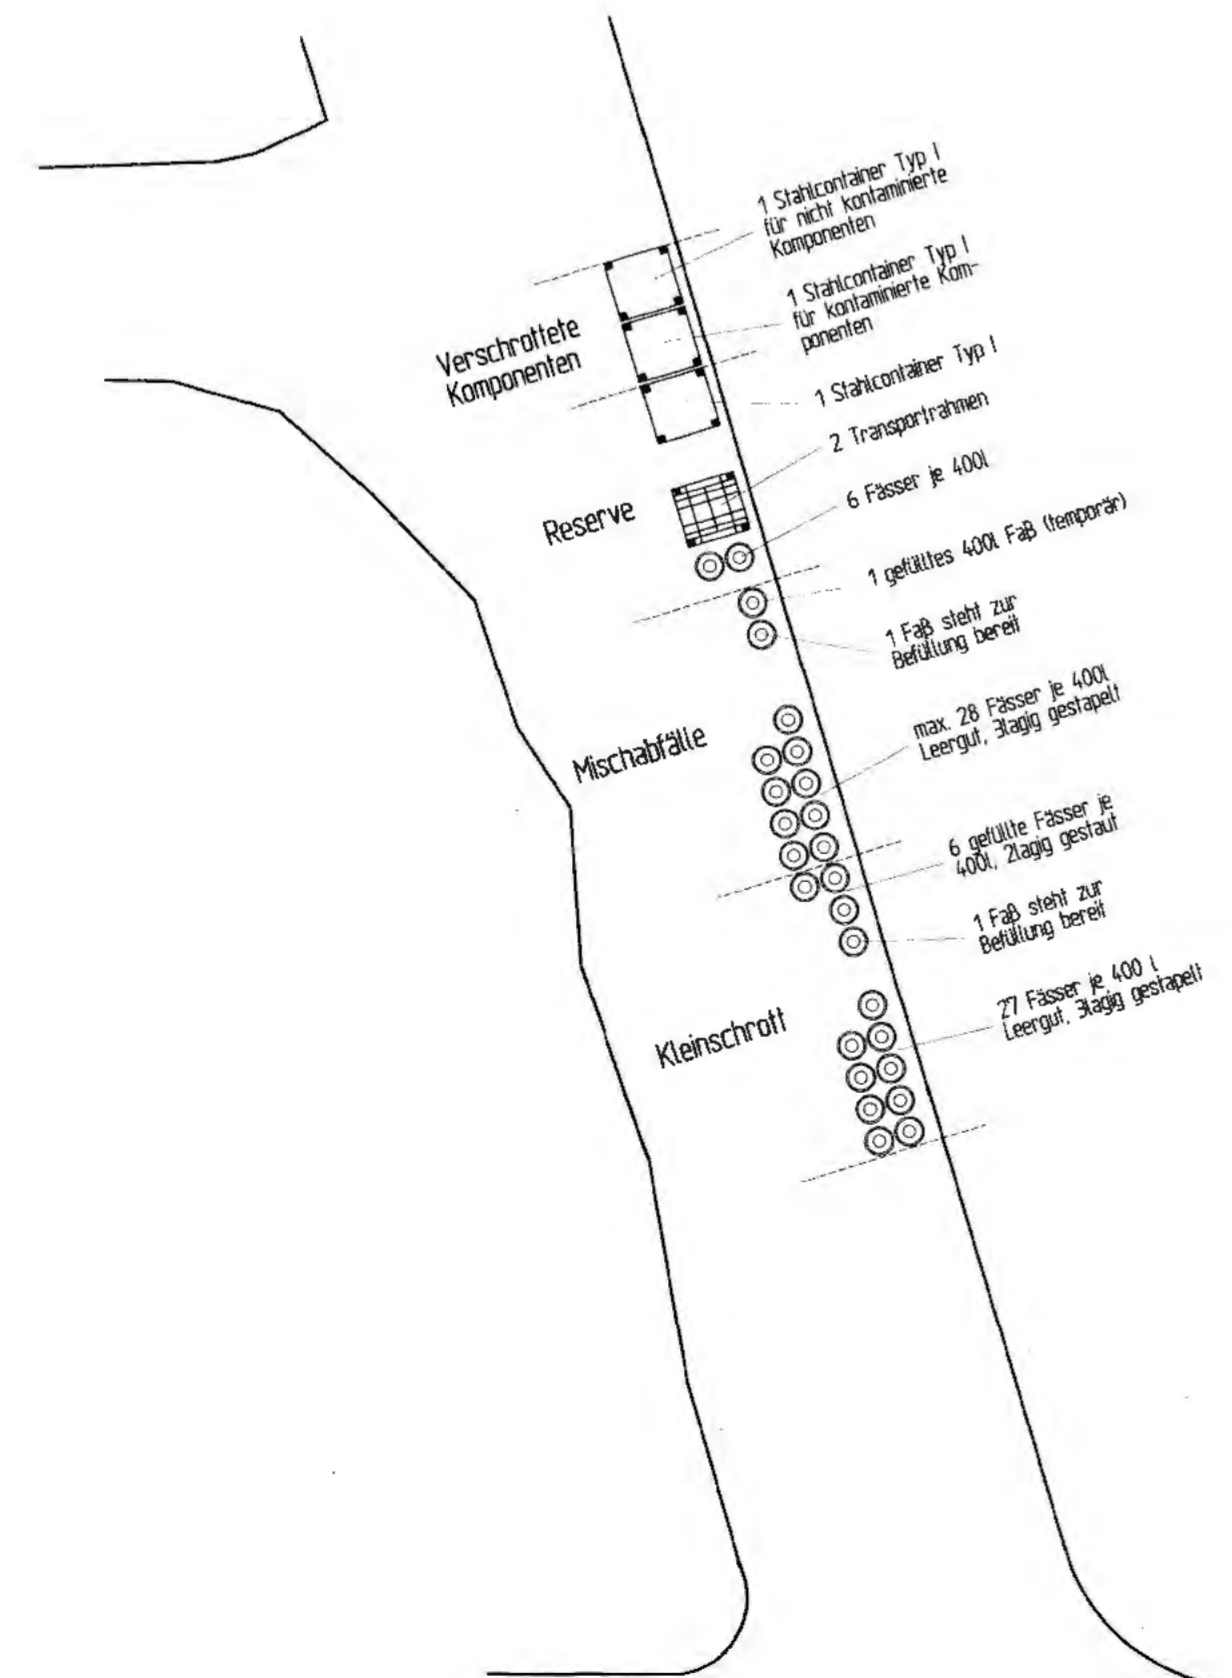 1 Stahlcontainer Typ I
für nicht kontaminierte
Komponenten
1 Stahlcontainer Typ I
für kontaminierte Kom-
ponenten
Verschrottete
Komponenten
1 Stahlcontainer Typ I
2 Transportrahmen
6 Fässer je 400l
Reserve
1 gefülltes 400l Faß (temporär)
1 Faß steht zur
Befüllung bereit
max. 28 Fässer je 400l
Leergut, 3lagig gestapelt
Mischabfälle
6 gefüllte Fässer je
400l, 2lagig gestaut
1 Faß steht zur
Befüllung bereit
27 Fässer je 400 l
Leergut, 3lagig gestapelt
Kleinschrott